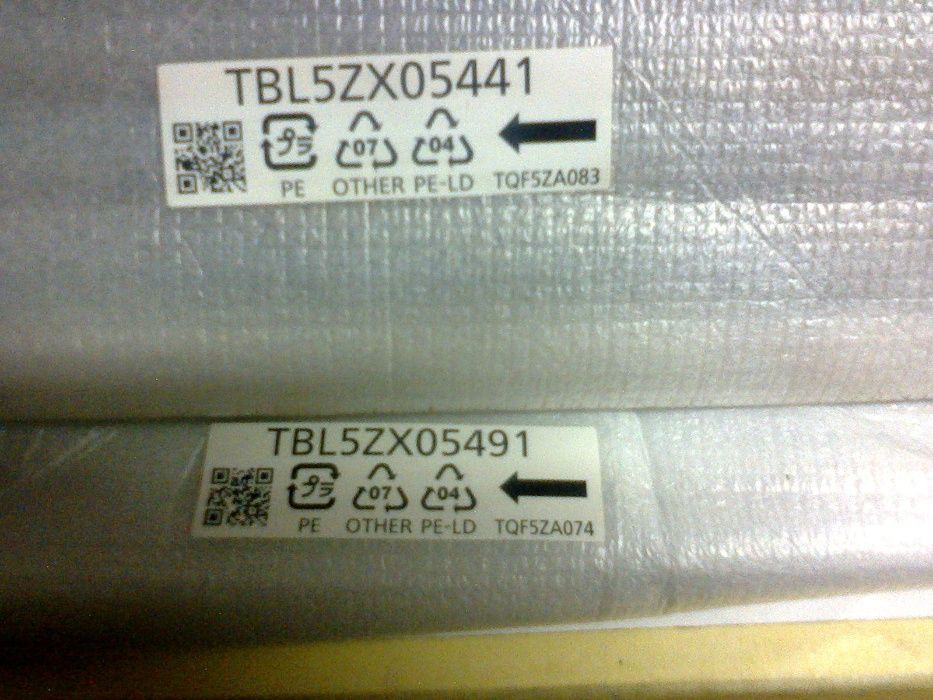 TBL5ZX05441
プラ 07 04
PE OTHER PE-LD TQF5ZA083
TBL5ZX05491
プラ 07 04
PE OTHER PE-LD TQF5ZA074